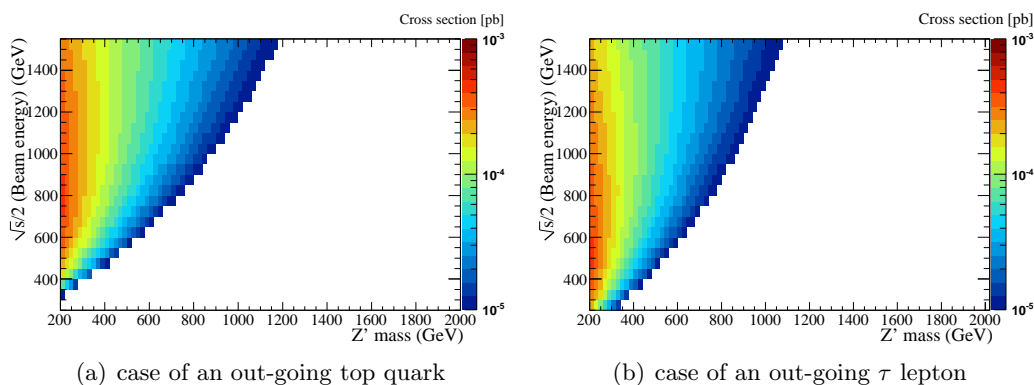 Cross section [pb]
√s/2 (Beam energy) (GeV)
1400
1200
1000
800
600
400
200 400 600 800 1000 1200 1400 1600 1800 2000
Z' mass (GeV)
10⁻³
10⁻⁴
10⁻⁵
(a) case of an out-going top quark
Cross section [pb]
√s/2 (Beam energy) (GeV)
1400
1200
1000
800
600
400
200 400 600 800 1000 1200 1400 1600 1800 2000
Z' mass (GeV)
10⁻³
10⁻⁴
10⁻⁵
(b) case of an out-going τ lepton